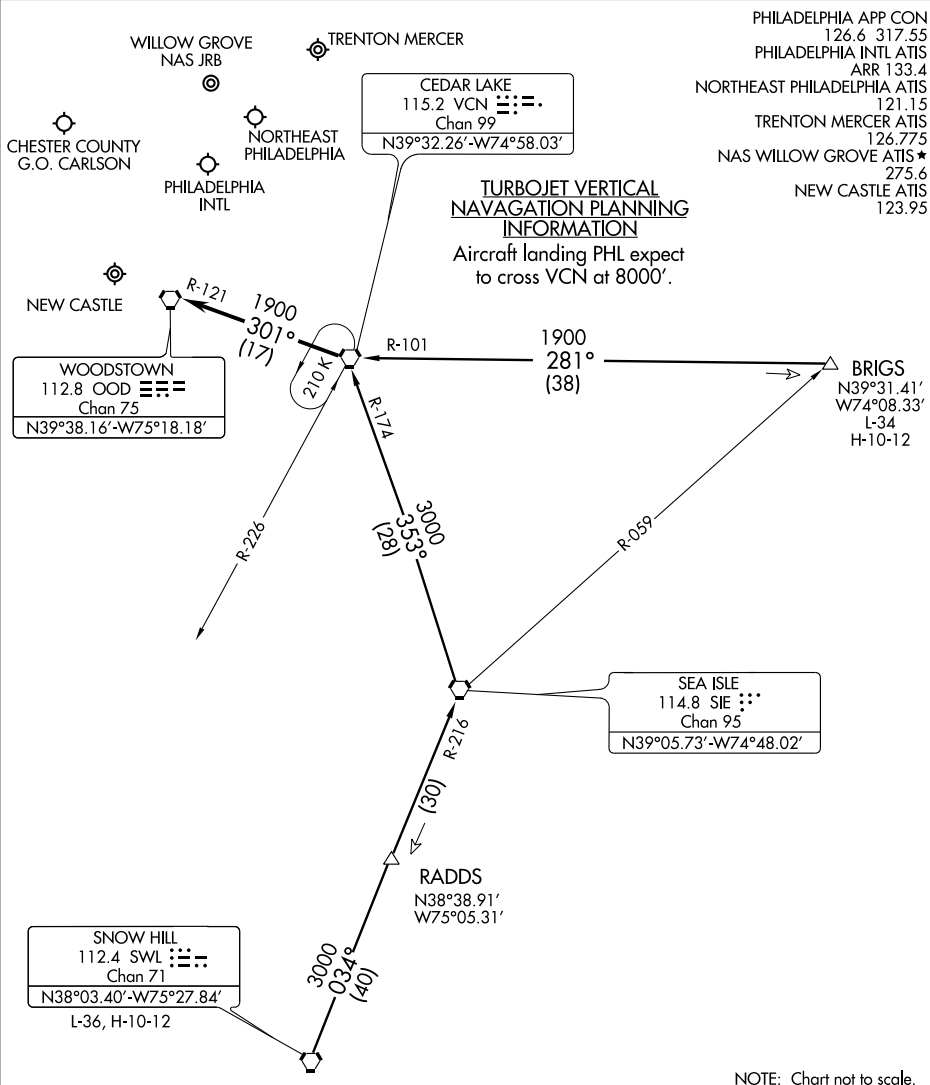 PHILADELPHIA APP CON
126.6 317.55
PHILADELPHIA INTL ATIS
ARR 133.4
NORTHEAST PHILADELPHIA ATIS
121.15
TRENTON MERCER ATIS
126.775
NAS WILLOW GROVE ATIS★
275.6
NEW CASTLE ATIS
123.95
WILLOW GROVE
NAS JRB
TRENTON MERCER
CHESTER COUNTY
G.O. CARLSON
NORTHEAST
PHILADELPHIA
PHILADELPHIA
INTL
NEW CASTLE
CEDAR LAKE
115.2 VCN
Chan 99
N39°32.26'-W74°58.03'
TURBOJET VERTICAL
NAVAGATION PLANNING
INFORMATION
Aircraft landing PHL expect
to cross VCN at 8000'.
R-121
1900
301°
(17)
210 K
R-101
1900
281°
(38)
BRIGS
N39°31.41'
W74°08.33'
L-34
H-10-12
WOODSTOWN
112.8 OOD
Chan 75
N39°38.16'-W75°18.18'
R-174
3000
353°
(28)
R-226
R-059
SEA ISLE
114.8 SIE
Chan 95
N39°05.73'-W74°48.02'
R-216
(30)
RADDS
N38°38.91'
W75°05.31'
3000
034°
(40)
SNOW HILL
112.4 SWL
Chan 71
N38°03.40'-W75°27.84'
L-36, H-10-12
NOTE: Chart not to scale.